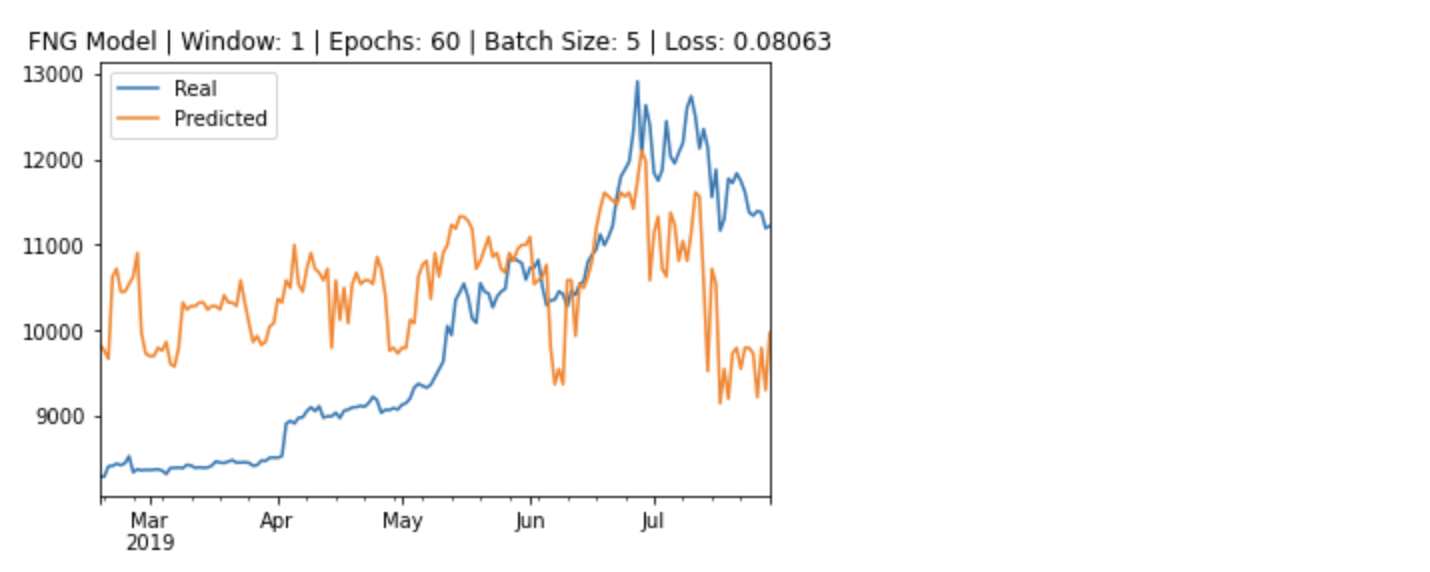 FNG Model | Window: 1 | Epochs: 60 | Batch Size: 5 | Loss: 0.08063
13000
Real
Predicted
12000
11000
10000
9000
Mar Apr May Jun Jul
2019